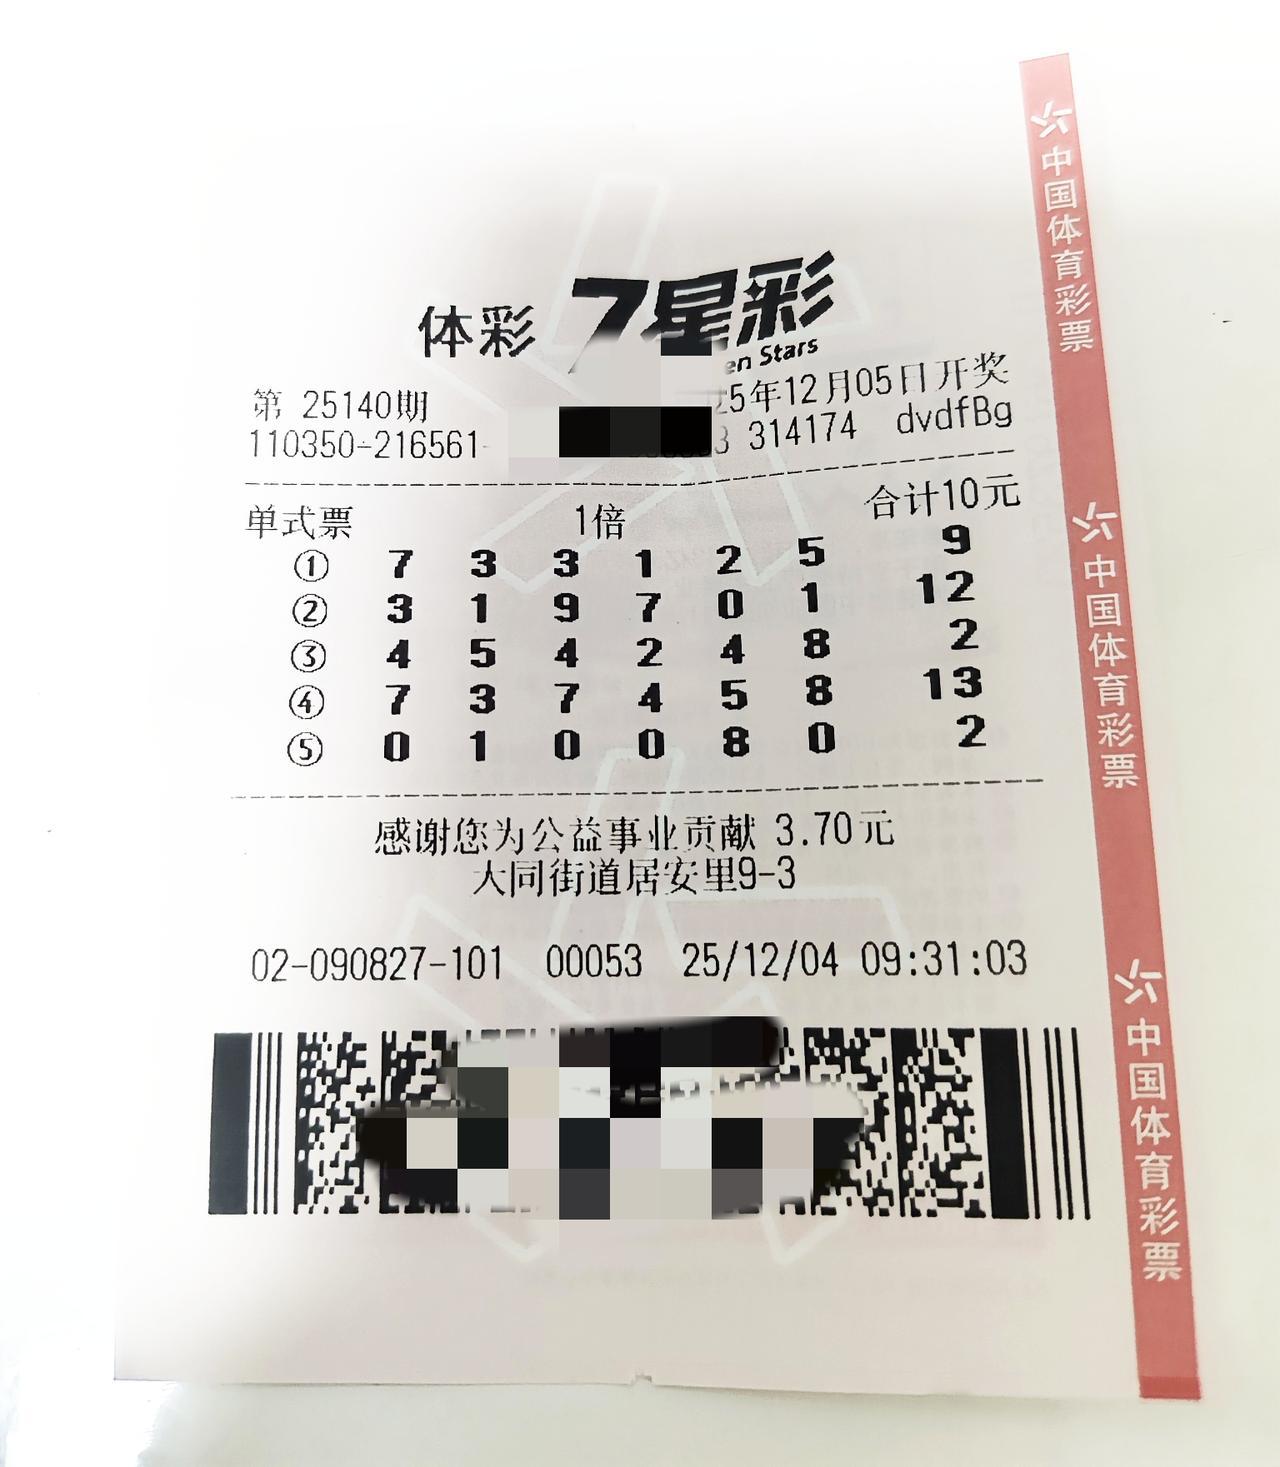 体彩 7星彩
en Stars
第 25140期 25年12月05日开奖
110350-216561- 3 314174 dvdfBg
单式票 1倍 合计10元
① 7 3 3 1 2 5 9
② 3 1 9 7 0 1 12
③ 4 5 4 2 4 8 2
④ 7 3 7 4 5 8 13
⑤ 0 1 0 0 8 0 2
感谢您为公益事业贡献 3.70元
大同街道居安里9-3
02-090827-101 00053 25/12/04 09:31:03
中国体育彩票
中国体育彩票
中国体育彩票